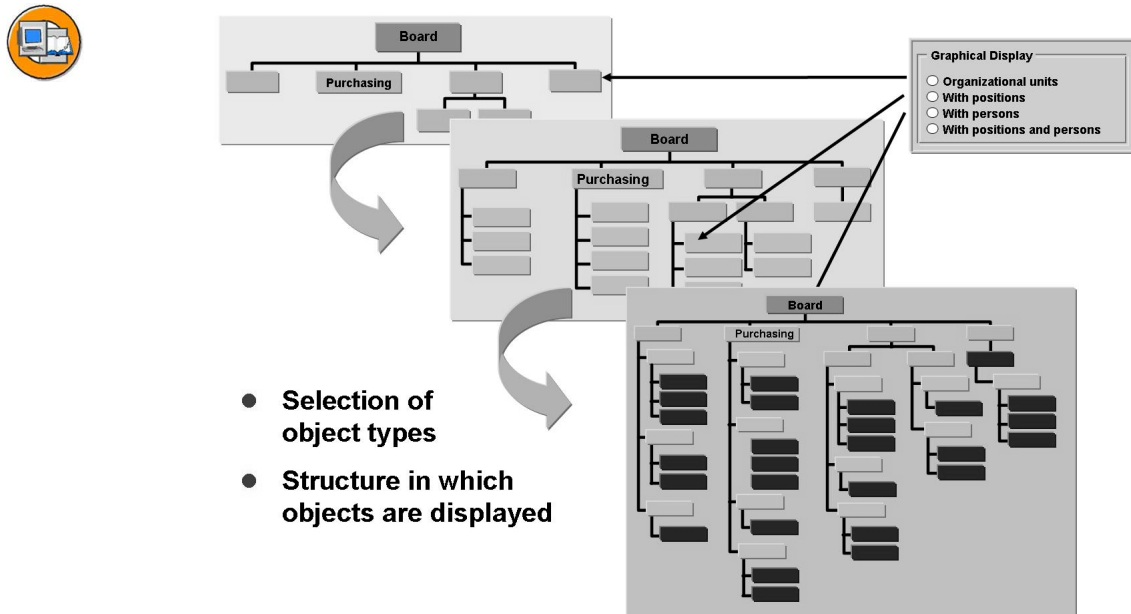 Board
Purchasing
Graphical Display
Organizational units
With positions
With persons
With positions and persons
Board
Purchasing
Board
Purchasing
Selection of
object types
Structure in which
objects are displayed